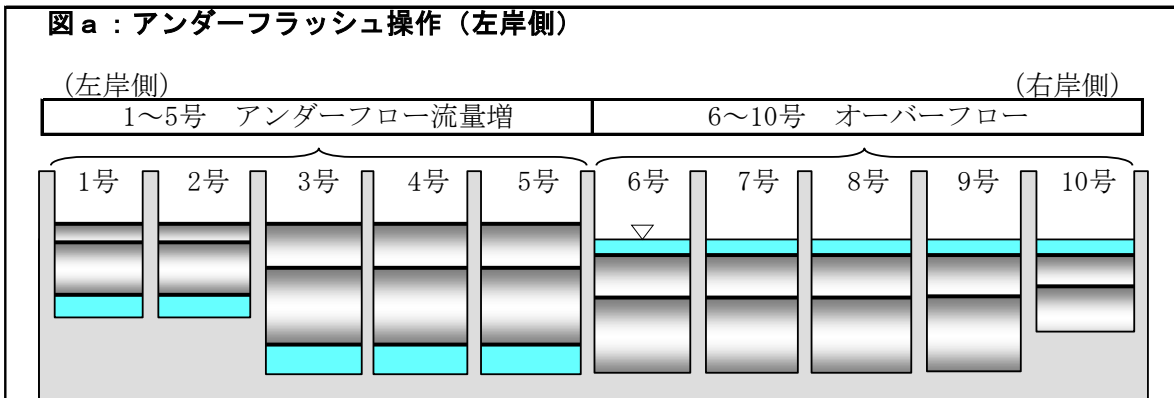 図a：アンダーフラッシュ操作（左岸側）
（左岸側） （右岸側）
1～5号 アンダーフロー流量増 6～10号 オーバーフロー
1号 2号 3号 4号 5号 6号 7号 8号 9号 10号